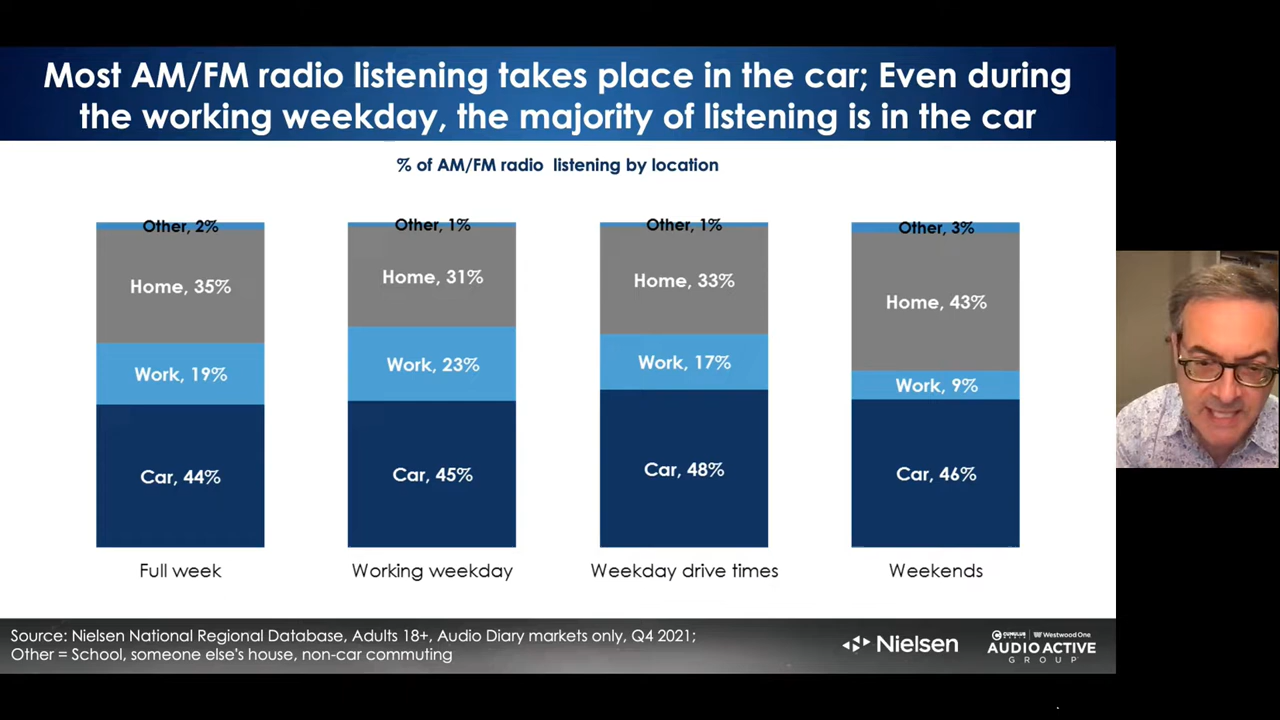 Most AM/FM radio listening takes place in the car; Even during
the working weekday, the majority of listening is in the car
% of AM/FM radio listening by location
Other, 2%
Home, 35%
Work, 19%
Car, 44%
Full week
Other, 1%
Home, 31%
Work, 23%
Car, 45%
Working weekday
Other, 1%
Home, 33%
Work, 17%
Car, 48%
Weekday drive times
Other, 3%
Home, 43%
Work, 9%
Car, 46%
Weekends
Source: Nielsen National Regional Database, Adults 18+, Audio Diary markets only, Q4 2021;
Other = School, someone else's house, non-car commuting
Nielsen
CUMULUS MEDIA | Westwood One
AUDIO ACTIVE
GROUP